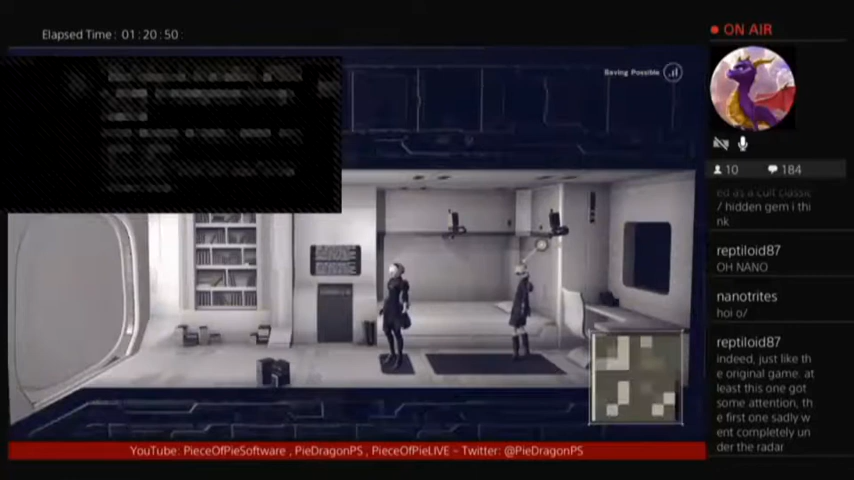 Elapsed Time : 01:20:50
ON AIR
Saving Possible
10 184
ed as a cult classic
/ hidden gem i thi
nk
reptiloid87
OH NANO
nanotrites
hoi o/
reptiloid87
indeed, just like th
e original game. at
least this one got
some attention, th
e first one sadly w
ent completely un
der the radar
YouTube: PieceOfPieSoftware , PieDragonPS , PieceOfPieLIVE – Twitter: @PieDragonPS